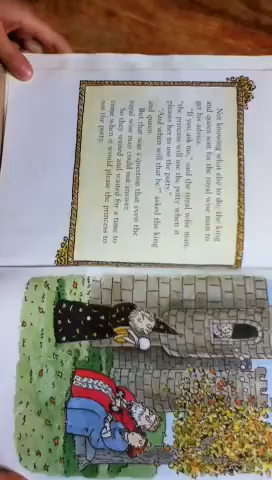 Not knowing what else to do, the king
and queen sent for the royal wise man to
get his advice.
"If you ask me," said the royal wise man,
"the princess will use the potty when it
pleases her to use the potty."
"And when will that be?" asked the king
and queen.
But that was a question that even the
royal wise man could not answer.
So they waited and waited for a time to
come when it would please the princess to
use the potty.